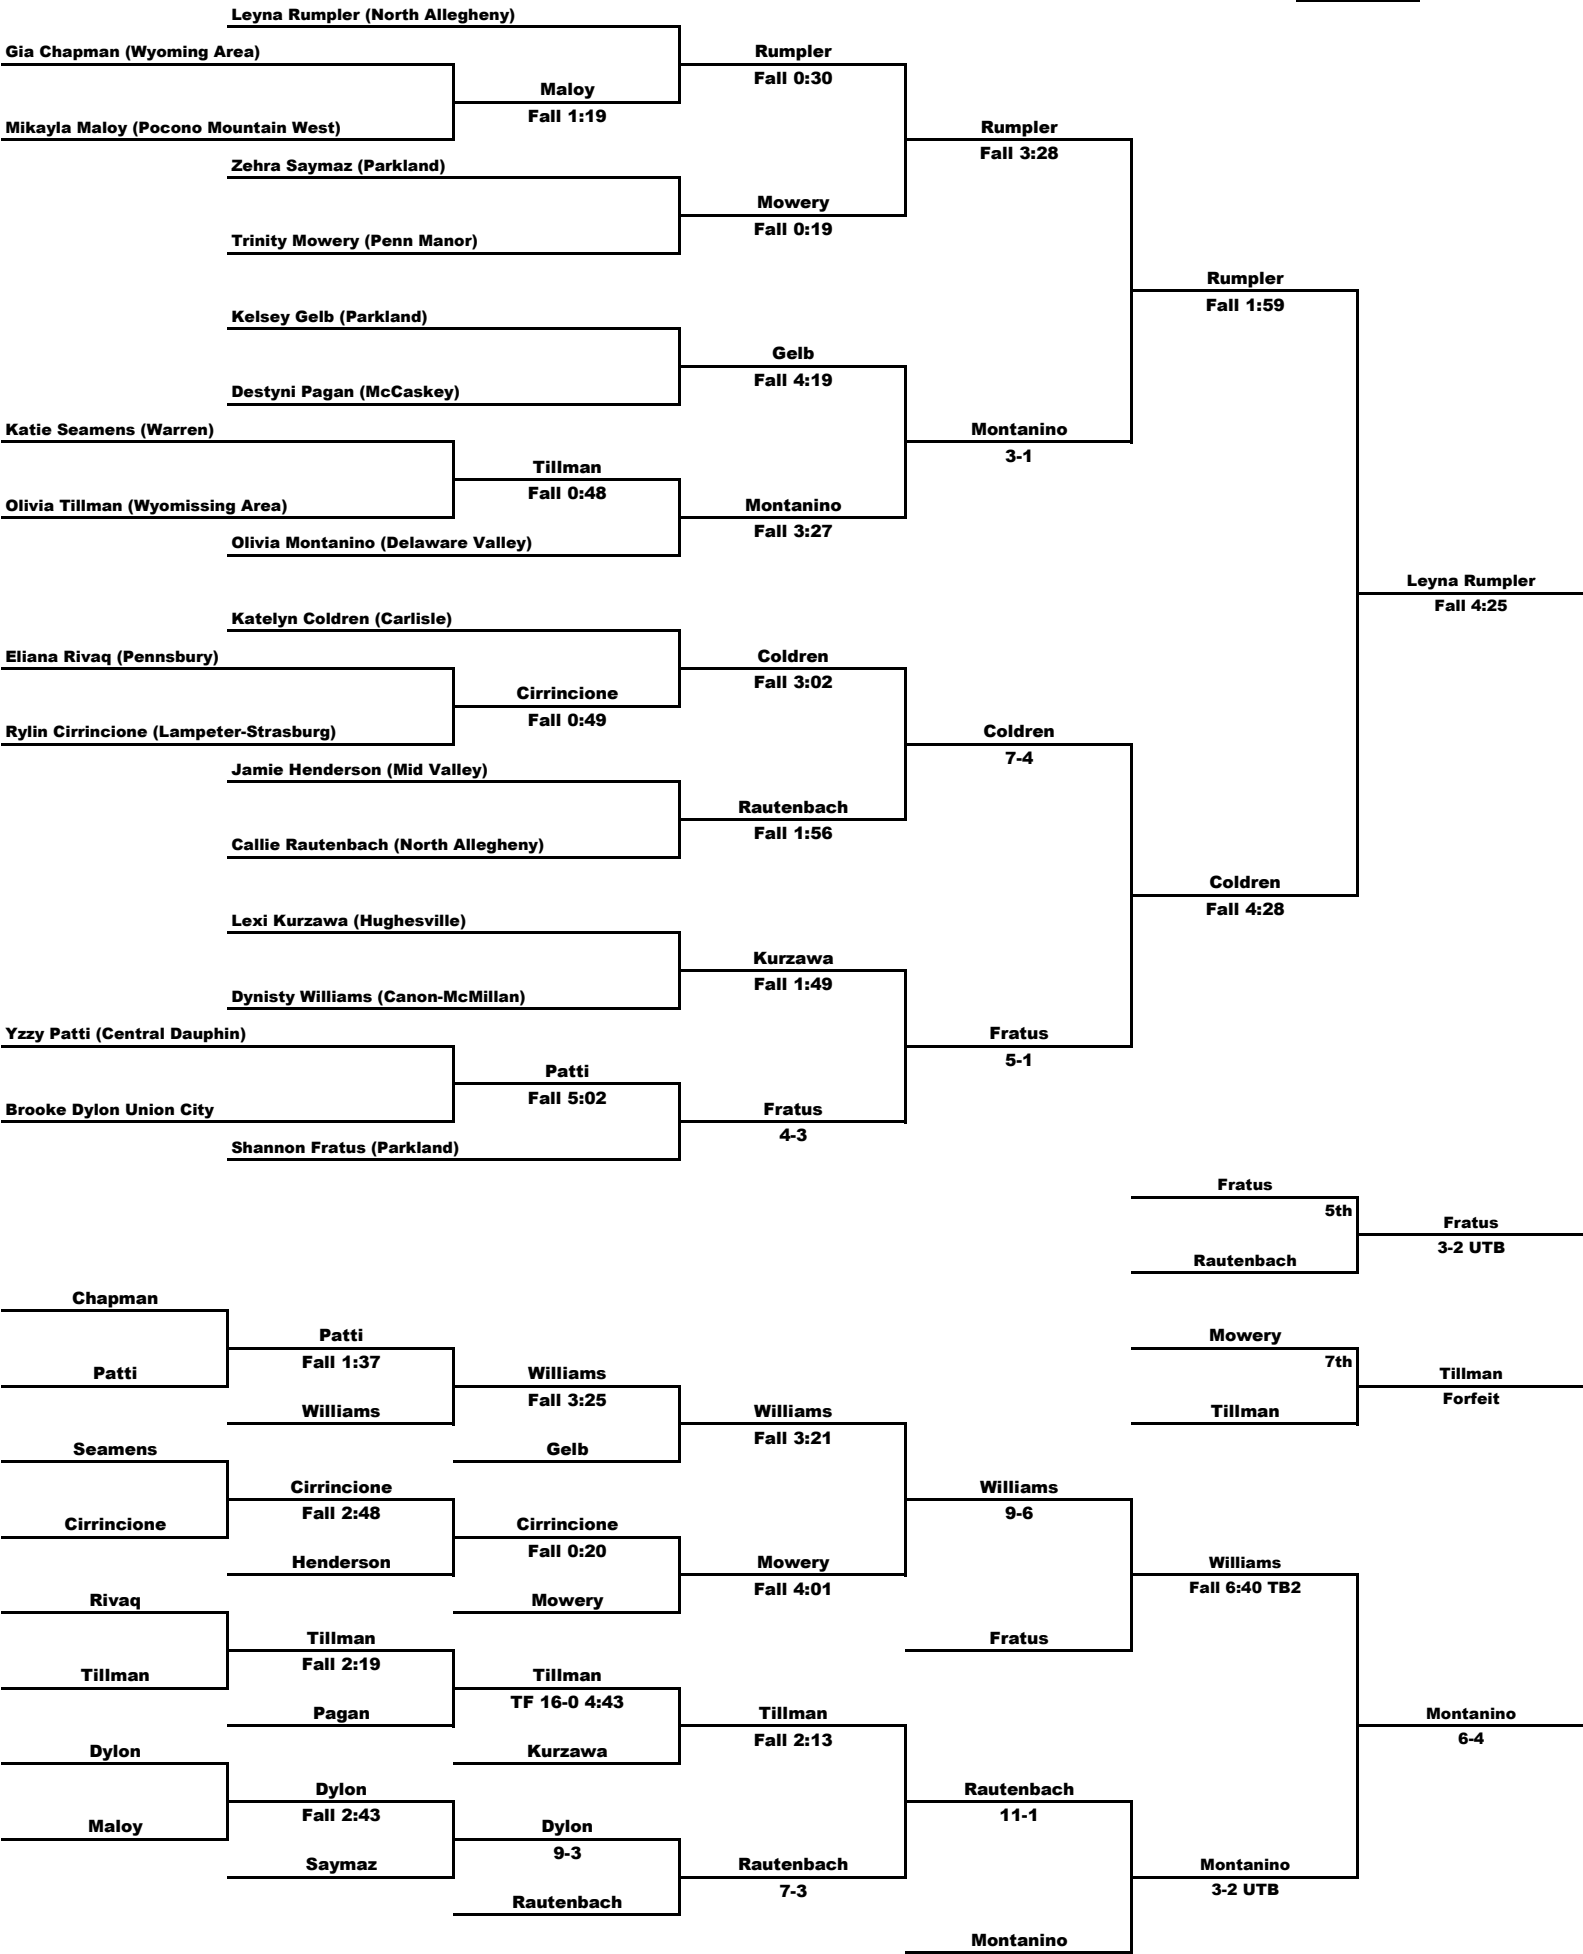 Leyna Rumpler (North Allegheny)
Gia Chapman (Wyoming Area)
Rumpler
Fall 0:30
Maloy
Fall 1:19
Mikayla Maloy (Pocono Mountain West)
Rumpler
Fall 3:28
Zehra Saymaz (Parkland)
Mowery
Fall 0:19
Trinity Mowery (Penn Manor)
Rumpler
Fall 1:59
Kelsey Gelb (Parkland)
Gelb
Fall 4:19
Destyni Pagan (McCaskey)
Katie Seamens (Warren)
Montanino
3-1
Tillman
Fall 0:48
Olivia Tillman (Wyomissing Area)
Montanino
Fall 3:27
Olivia Montanino (Delaware Valley)
Leyna Rumpler
Fall 4:25
Katelyn Coldren (Carlisle)
Eliana Rivaq (Pennsbury)
Coldren
Fall 3:02
Cirrincione
Fall 0:49
Rylin Cirrincione (Lampeter-Strasburg)
Coldren
7-4
Jamie Henderson (Mid Valley)
Rautenbach
Fall 1:56
Callie Rautenbach (North Allegheny)
Coldren
Fall 4:28
Lexi Kurzawa (Hughesville)
Kurzawa
Fall 1:49
Dynisty Williams (Canon-McMillan)
Yzzy Patti (Central Dauphin)
Fratus
5-1
Patti
Fall 5:02
Brooke Dylon Union City
Fratus
4-3
Shannon Fratus (Parkland)
Fratus
5th
Fratus
3-2 UTB
Rautenbach
Chapman
Patti
Fall 1:37
Mowery
7th
Patti
Williams
Fall 3:25
Tillman
Forfeit
Williams
Williams
Fall 3:21
Tillman
Seamens
Gelb
Cirrincione
Fall 2:48
Williams
9-6
Cirrincione
Cirrincione
Fall 0:20
Henderson
Mowery
Fall 4:01
Williams
Fall 6:40 TB2
Rivaq
Mowery
Tillman
Fall 2:19
Fratus
Tillman
Tillman
TF 16-0 4:43
Pagan
Tillman
Fall 2:13
Montanino
6-4
Dylon
Kurzawa
Dylon
Fall 2:43
Rautenbach
11-1
Maloy
Dylon
9-3
Saymaz
Rautenbach
7-3
Montanino
3-2 UTB
Rautenbach
Montanino